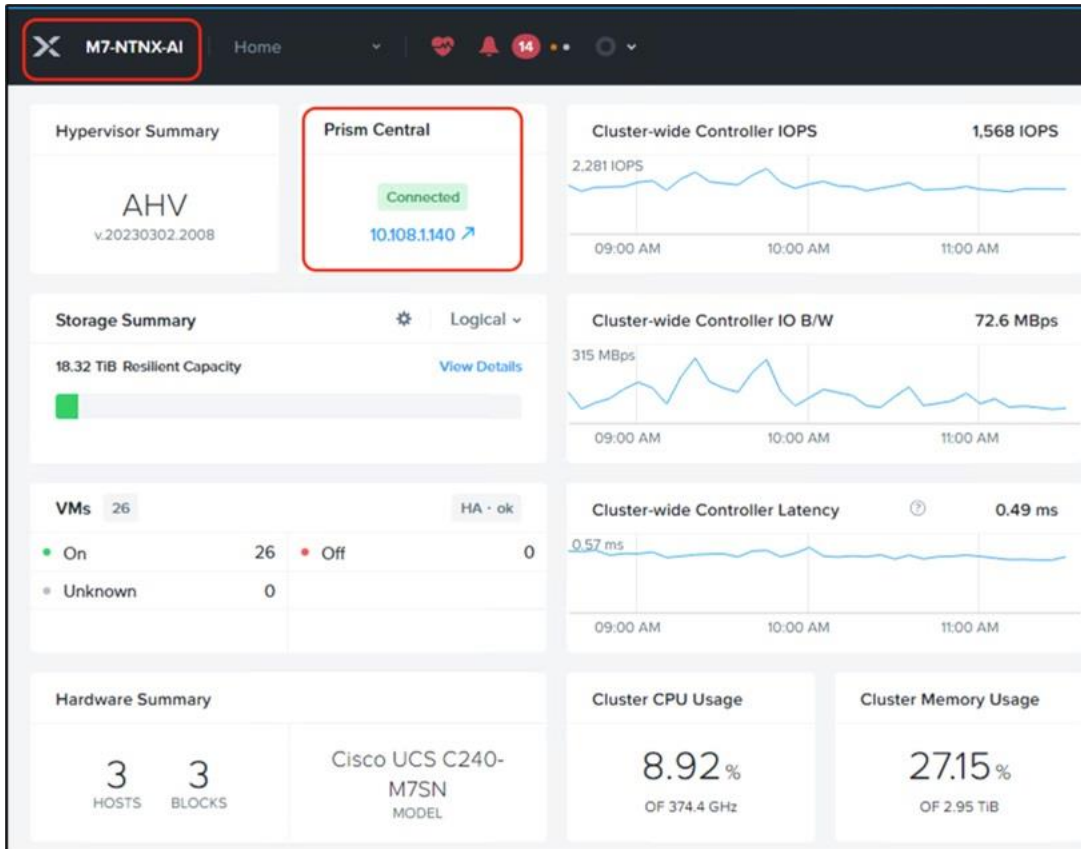 M7-NTNX-AI Home 14
Hypervisor Summary
AHV
v.20230302.2008
Prism Central
Connected
10.108.1.140
Cluster-wide Controller IOPS 1,568 IOPS
2,281 IOPS
09:00 AM 10:00 AM 11:00 AM
Storage Summary Logical
18.32 TiB Resilient Capacity View Details
Cluster-wide Controller IO B/W 72.6 MBps
315 MBps
09:00 AM 10:00 AM 11:00 AM
VMs 26 HA · ok
On 26 Off 0
Unknown 0
Cluster-wide Controller Latency ? 0.49 ms
0.57 ms
09:00 AM 10:00 AM 11:00 AM
Hardware Summary
3 3
HOSTS BLOCKS
Cisco UCS C240-
M7SN
MODEL
Cluster CPU Usage
8.92 %
OF 374.4 GHz
Cluster Memory Usage
27.15 %
OF 2.95 TiB